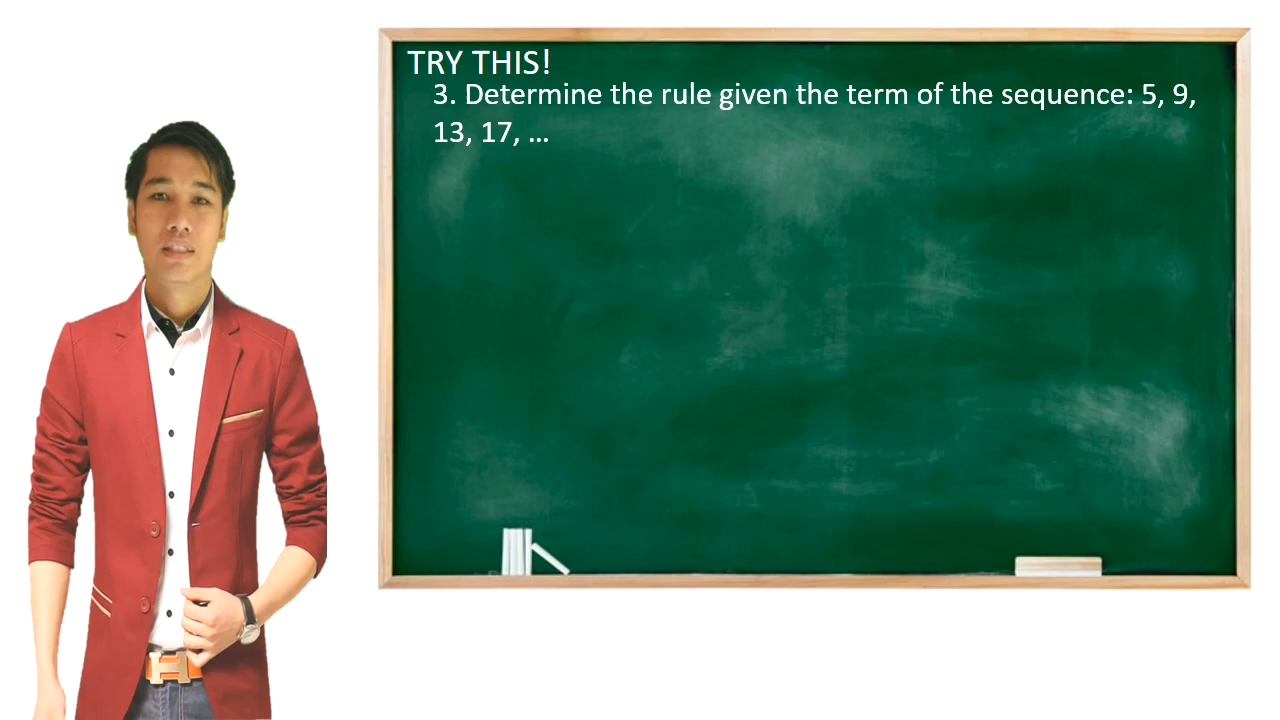 TRY THIS!
3. Determine the rule given the term of the sequence: 5, 9,
13, 17, ...